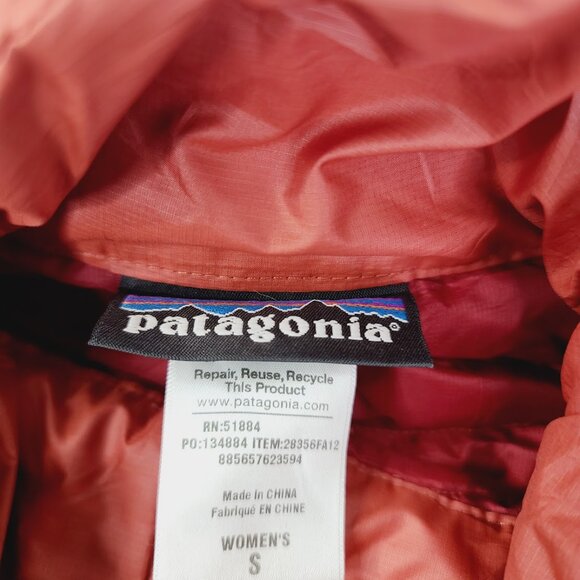 patagonia®
Repair, Reuse, Recycle
This Product
www.patagonia.com
RN:51884
PO:134884 ITEM:28356FA12
885657623594
Made in CHINA
Fabriqué EN CHINE
WOMEN'S
S